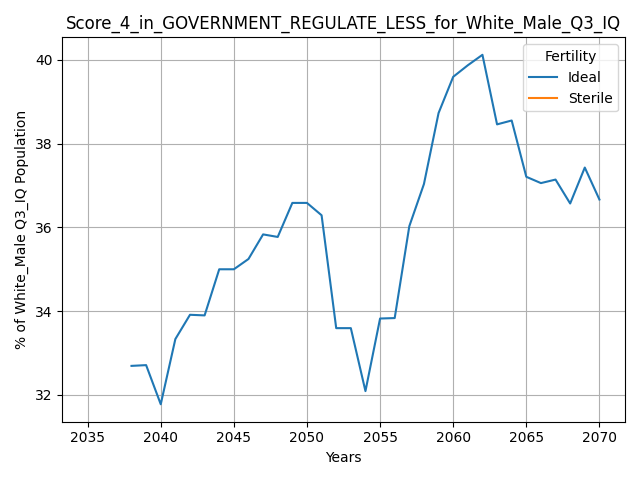 Score_4_in_GOVERNMENT_REGULATE_LESS_for_White_Male_Q3_IQ
Fertility
Ideal
Sterile
% of White_Male Q3_IQ Population
40
38
36
34
32
2035 2040 2045 2050 2055 2060 2065 2070
Years